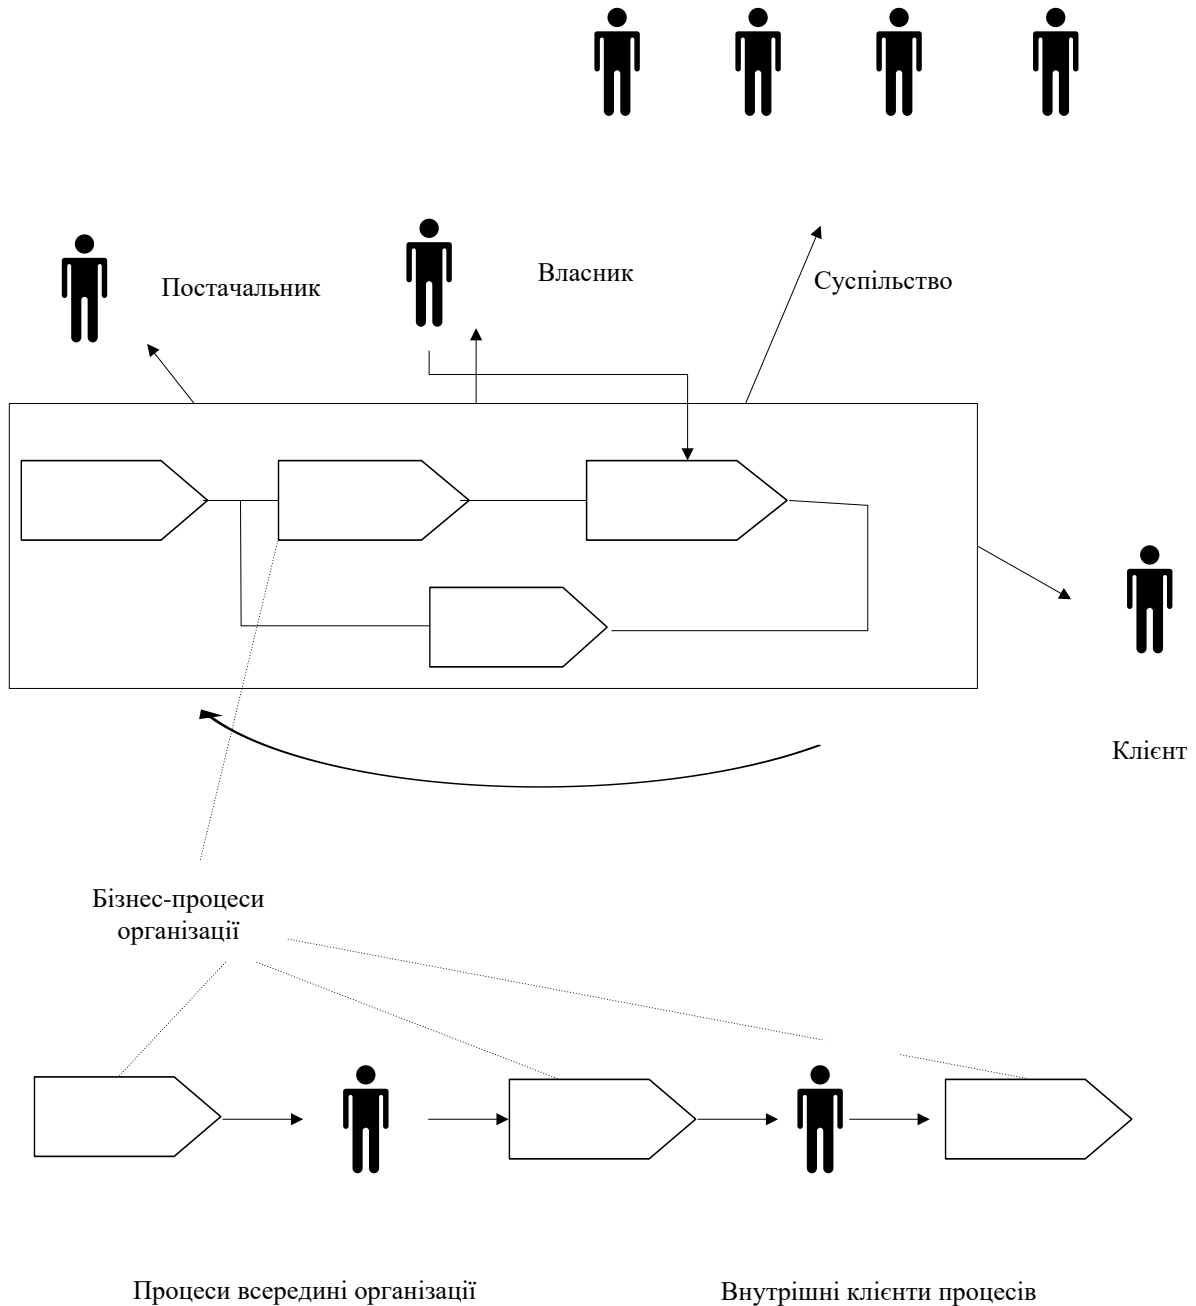 Постачальник
Власник
Суспільство
Клієнт
Бізнес-процеси
організації
Процеси всередині організації
Внутрішні клієнти процесів